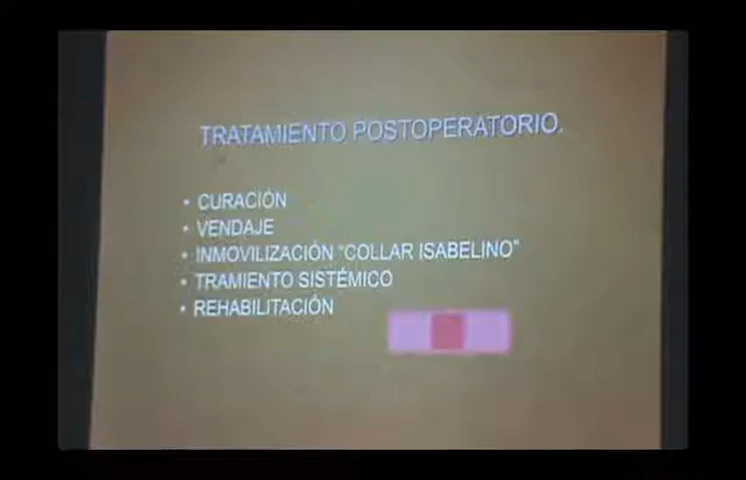 TRATAMIENTO POSTOPERATORIO.
• CURACIÓN
• VENDAJE
• INMOVILIZACIÓN “COLLAR ISABELINO”
• TRAMIENTO SISTÉMICO
• REHABILITACIÓN